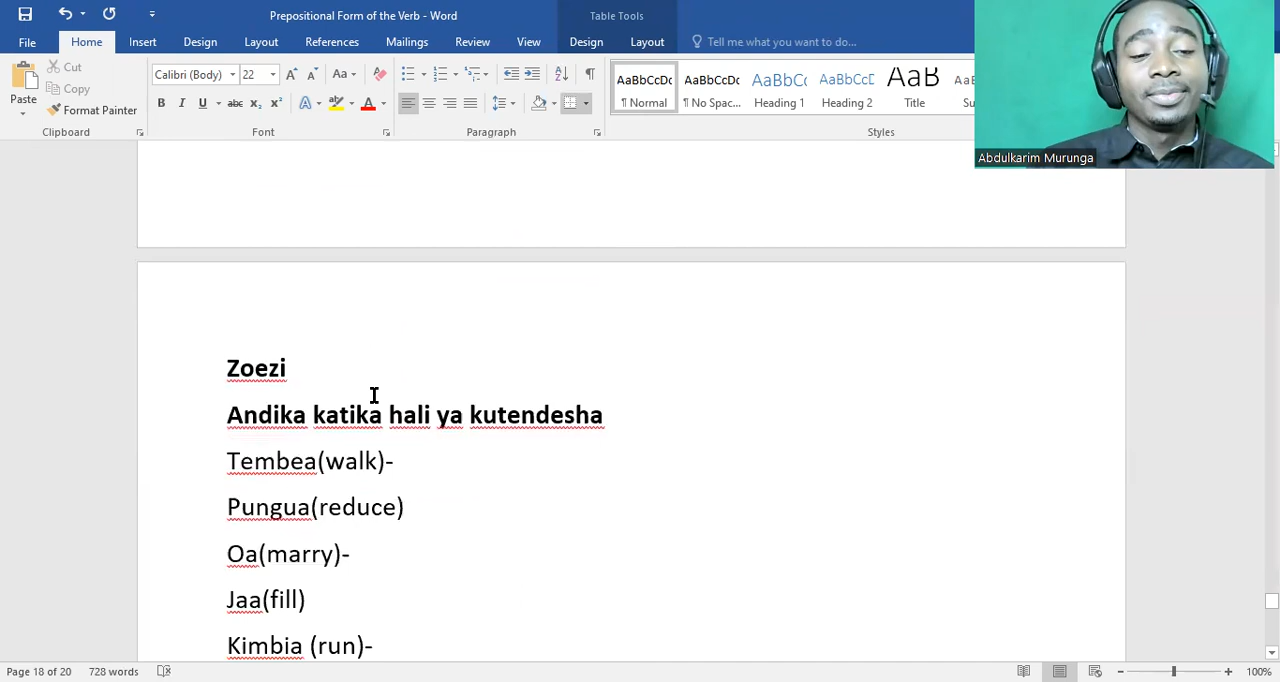 Prepositional Form of the Verb - Word
Table Tools
File
Home
Insert
Design
Layout
References
Mailings
Review
View
Design
Layout
Tell me what you want to do...
Paste
Cut
Copy
Format Painter
Clipboard
Calibri (Body)
22
Font
Paragraph
AaBbCcDc
¶ Normal
AaBbCcDc
¶ No Spac...
AaBbCc
Heading 1
AaBbCcD
Heading 2
AaB
Title
Styles
Abdulkarim Murunga
Zoezi
Andika katika hali ya kutendesha
Tembea(walk)-
Pungua(reduce)
Oa(marry)-
Jaa(fill)
Kimbia (run)-
Page 18 of 20
728 words
100%